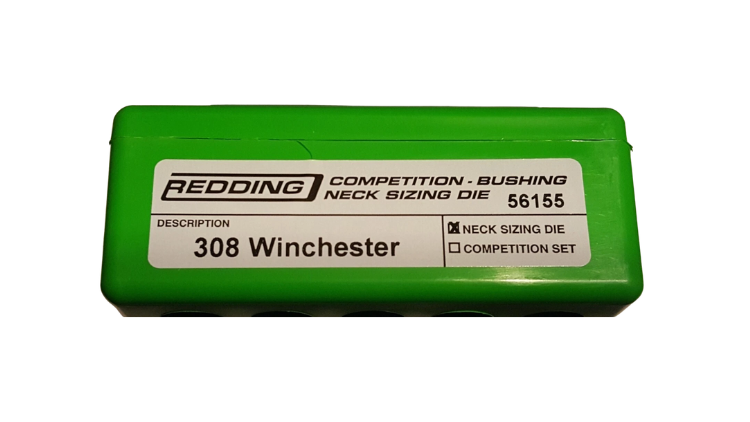 REDDING
COMPETITION - BUSHING
NECK SIZING DIE 56155
DESCRIPTION
308 Winchester
☒ NECK SIZING DIE
☐ COMPETITION SET